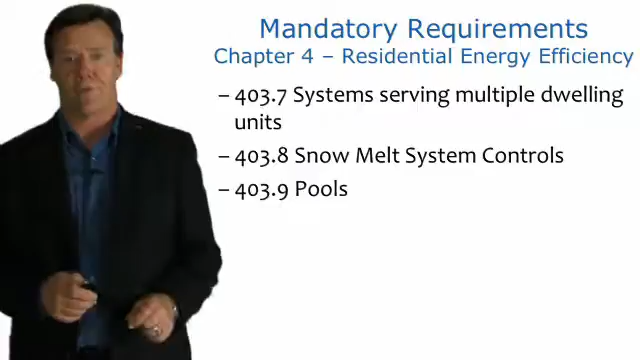 Mandatory Requirements
Chapter 4 – Residential Energy Efficiency
– 403.7 Systems serving multiple dwelling
units
– 403.8 Snow Melt System Controls
– 403.9 Pools